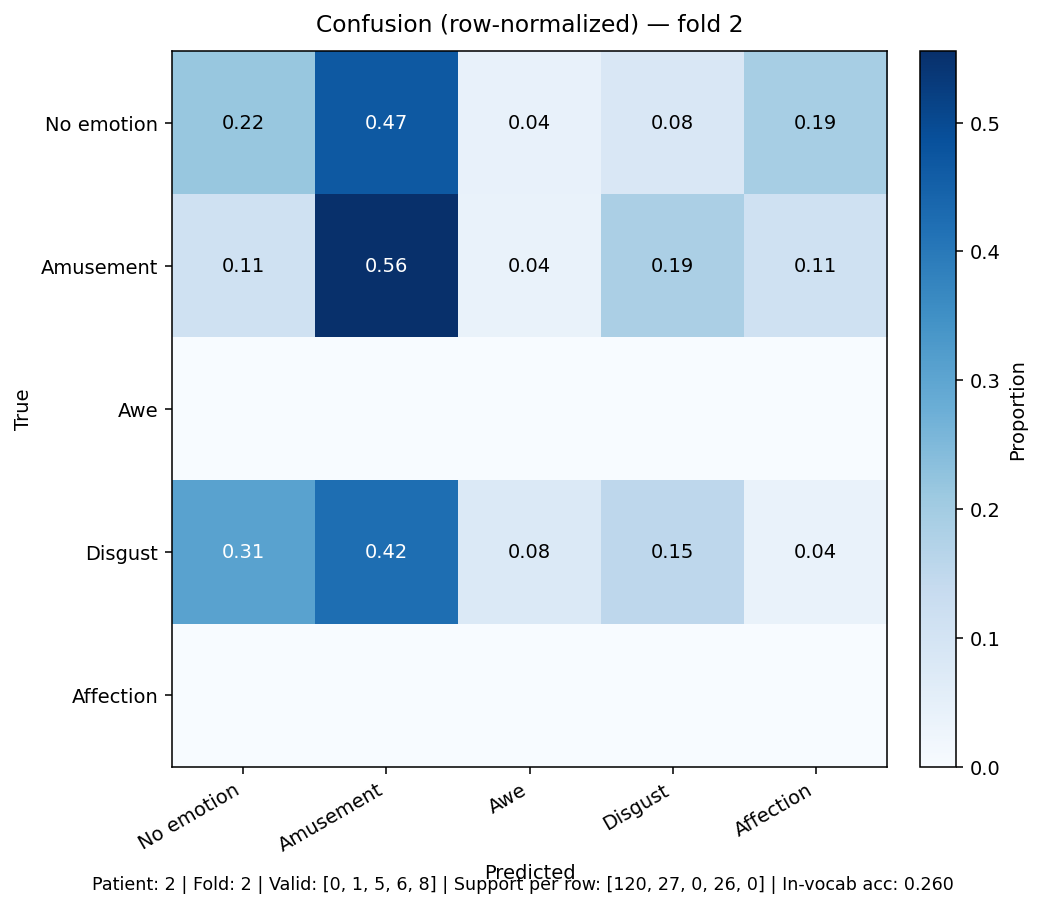 Confusion (row-normalized) — fold 2
No emotion 0.22 0.47 0.04 0.08 0.19
Amusement 0.11 0.56 0.04 0.19 0.11
Awe
Disgust 0.31 0.42 0.08 0.15 0.04
Affection
True
No emotion Amusement Awe Disgust Affection
Predicted
0.5
0.4
0.3
0.2
0.1
0.0
Proportion
Patient: 2 | Fold: 2 | Valid: [0, 1, 5, 6, 8] | Support per row: [120, 27, 0, 26, 0] | In-vocab acc: 0.260